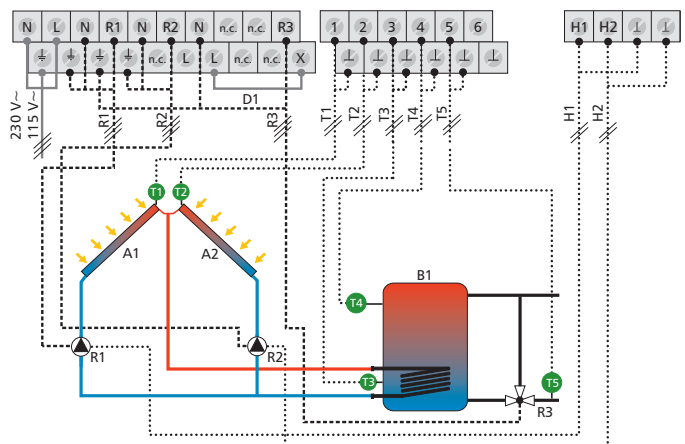 N L N R1 N R2 N n.c. n.c. R3
n.c. L L n.c. n.c. X
1 2 3 4 5 6
H1 H2
230 V~
115 V~
R1
R2
D1
R3
T1
T2
T3
T4
T5
H1
H2
T1 T2
A1 A2
B1
T4
T3
T5
R1
R2
R3